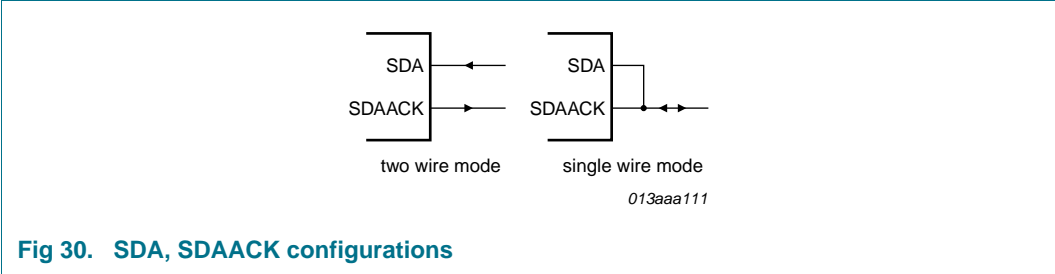 SDA
SDAACK
two wire mode
SDA
SDAACK
single wire mode
013aaa111
Fig 30. SDA, SDAACK configurations